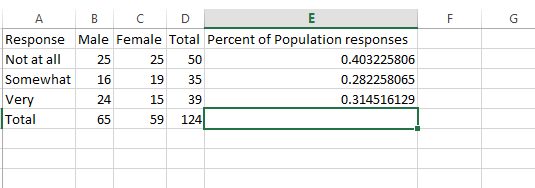 A B C D E F G
Response Male Female Total Percent of Population responses
Not at all 25 25 50 0.403225806
Somewhat 16 19 35 0.282258065
Very 24 15 39 0.314516129
Total 65 59 124